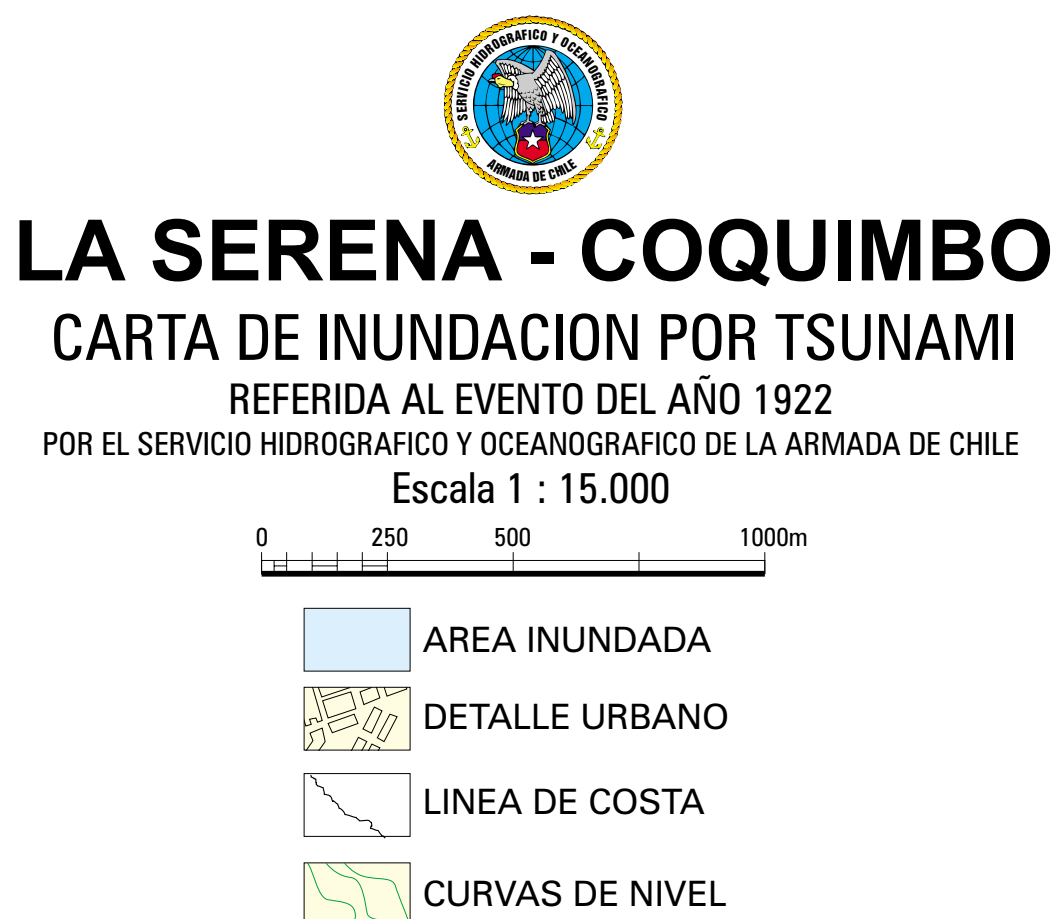 SERVICIO HIDROGRAFICO Y OCEANOGRAFICO
ARMADA DE CHILE
LA SERENA - COQUIMBO
CARTA DE INUNDACION POR TSUNAMI
REFERIDA AL EVENTO DEL AÑO 1922
POR EL SERVICIO HIDROGRAFICO Y OCEANOGRAFICO DE LA ARMADA DE CHILE
Escala 1 : 15.000
0 250 500 1000m
AREA INUNDADA
DETALLE URBANO
LINEA DE COSTA
CURVAS DE NIVEL